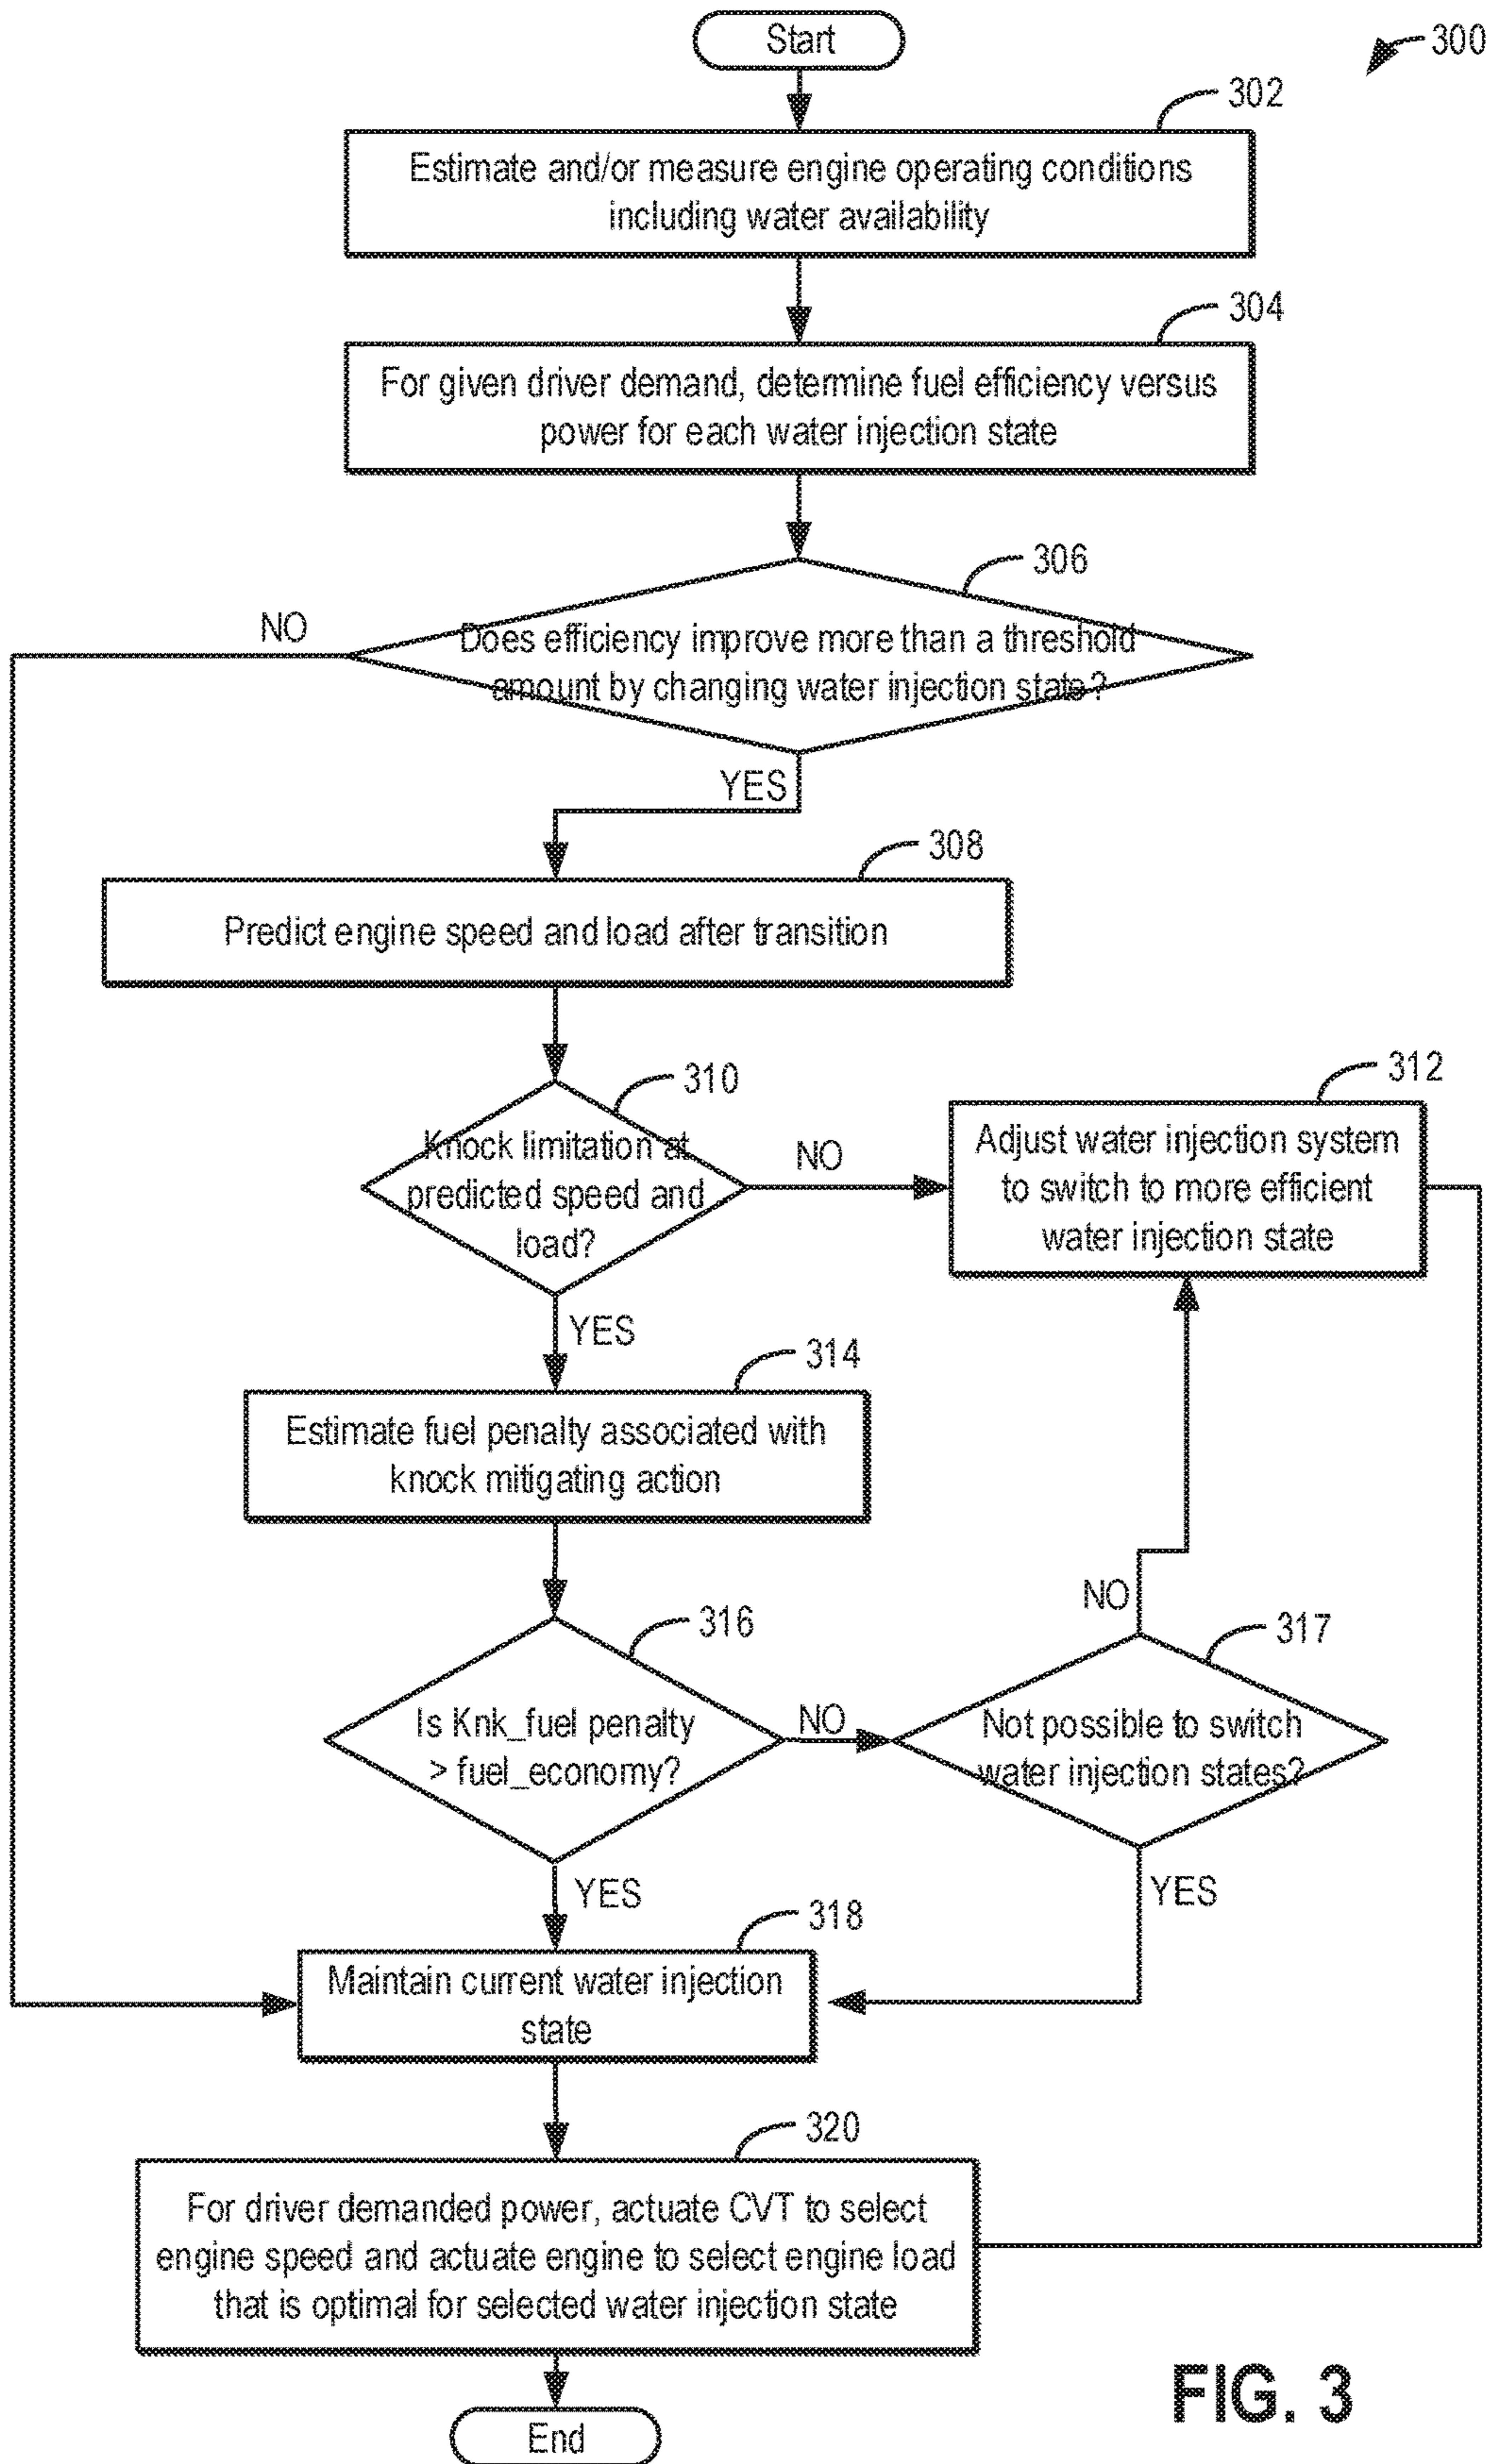 Start
300
302
Estimate and/or measure engine operating conditions
including water availability
304
For given driver demand, determine fuel efficiency versus
power for each water injection state
306
NO
Does efficiency improve more than a threshold
amount by changing water injection state?
YES
308
Predict engine speed and load after transition
310
312
Knock limitation at
predicted speed and
load?
NO
Adjust water injection system
to switch to more efficient
water injection state
YES
314
Estimate fuel penalty associated with
knock mitigating action
316
NO
317
Is Knk_fuel penalty
> fuel_economy?
NO
Not possible to switch
water injection states?
YES
YES
318
Maintain current water injection
state
320
For driver demanded power, actuate CVT to select
engine speed and actuate engine to select engine load
that is optimal for selected water injection state
End
FIG. 3